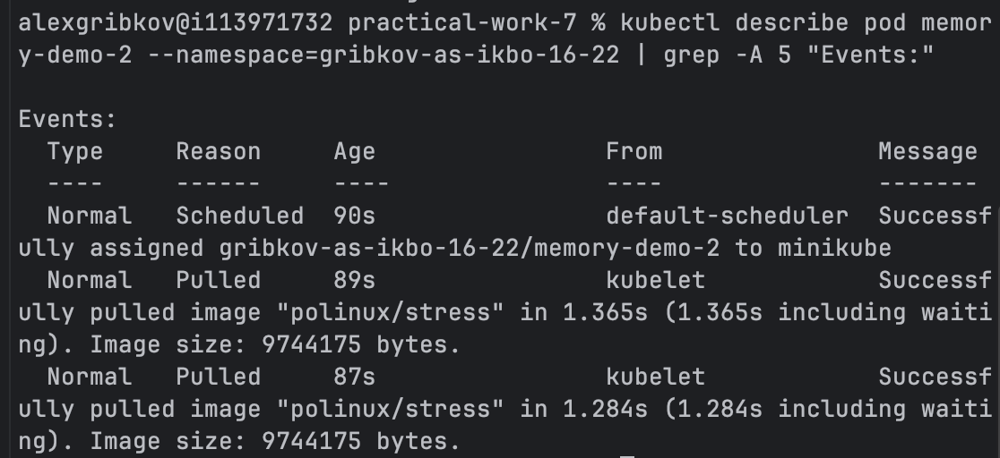 alexgribkov@i113971732 practical-work-7 % kubectl describe pod memor
y-demo-2 --namespace=gribkov-as-ikbo-16-22 | grep -A 5 "Events:"
Events:
  Type     Reason     Age                From               Message
  ----     ------     ----               ----               -------
  Normal   Scheduled  90s                default-scheduler  Successf
ully assigned gribkov-as-ikbo-16-22/memory-demo-2 to minikube
  Normal   Pulled     89s                kubelet            Successf
ully pulled image "polinux/stress" in 1.365s (1.365s including waiti
ng). Image size: 9744175 bytes.
  Normal   Pulled     87s                kubelet            Successf
ully pulled image "polinux/stress" in 1.284s (1.284s including waiti
ng). Image size: 9744175 bytes.